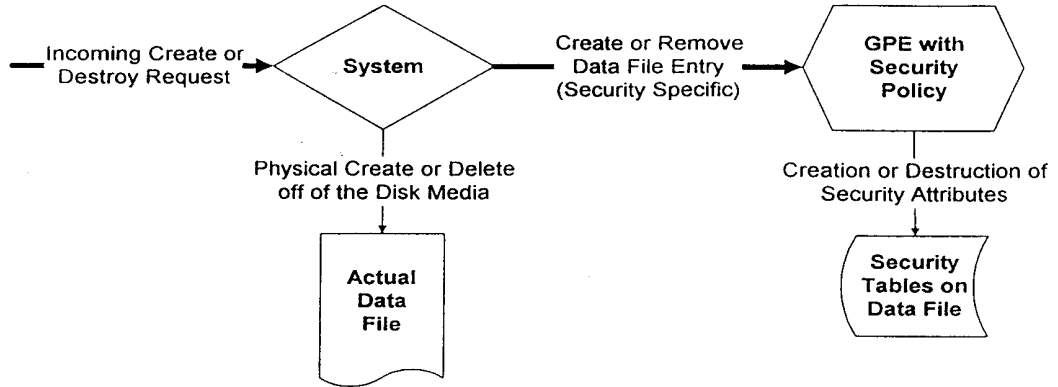 Incoming Create or
Destroy Request
System
Create or Remove
Data File Entry
(Security Specific)
GPE with
Security
Policy
Physical Create or Delete
off of the Disk Media
Creation or Destruction of
Security Attributes
Actual
Data
File
Security
Tables on
Data File